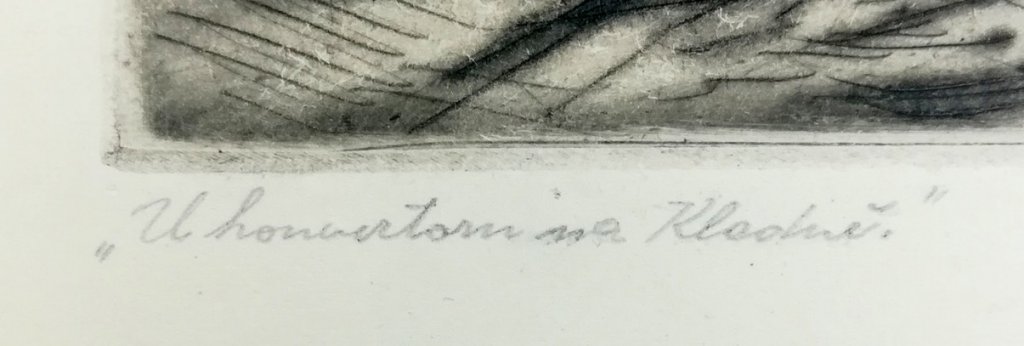 „U konvertoru na Kladně.”